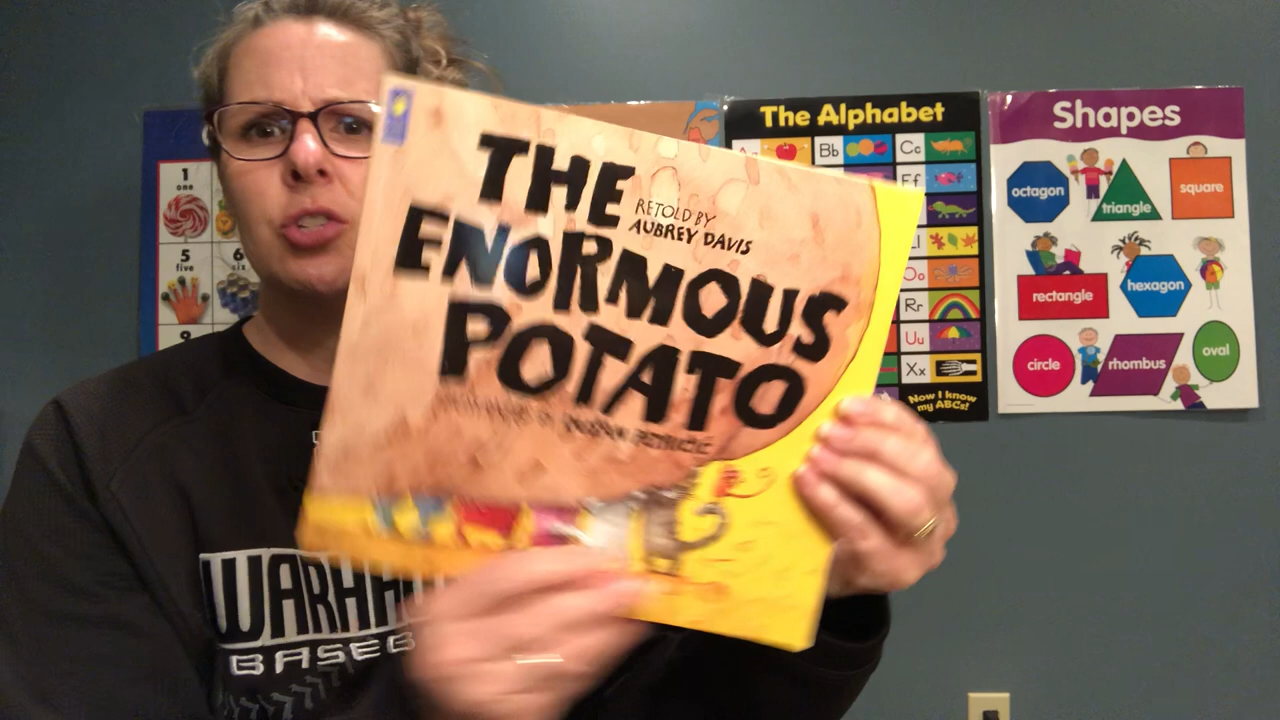 THE
ENORMOUS
POTATO
RETOLD BY
AUBREY DAVIS
WARHA
BASEB
1
one
5
five
6
six
The Alphabet
Bb
Cc
Ff
Oo
Rr
Uu
Xx
Now I know
my ABCs!
Shapes
octagon
triangle
square
rectangle
hexagon
circle
rhombus
oval